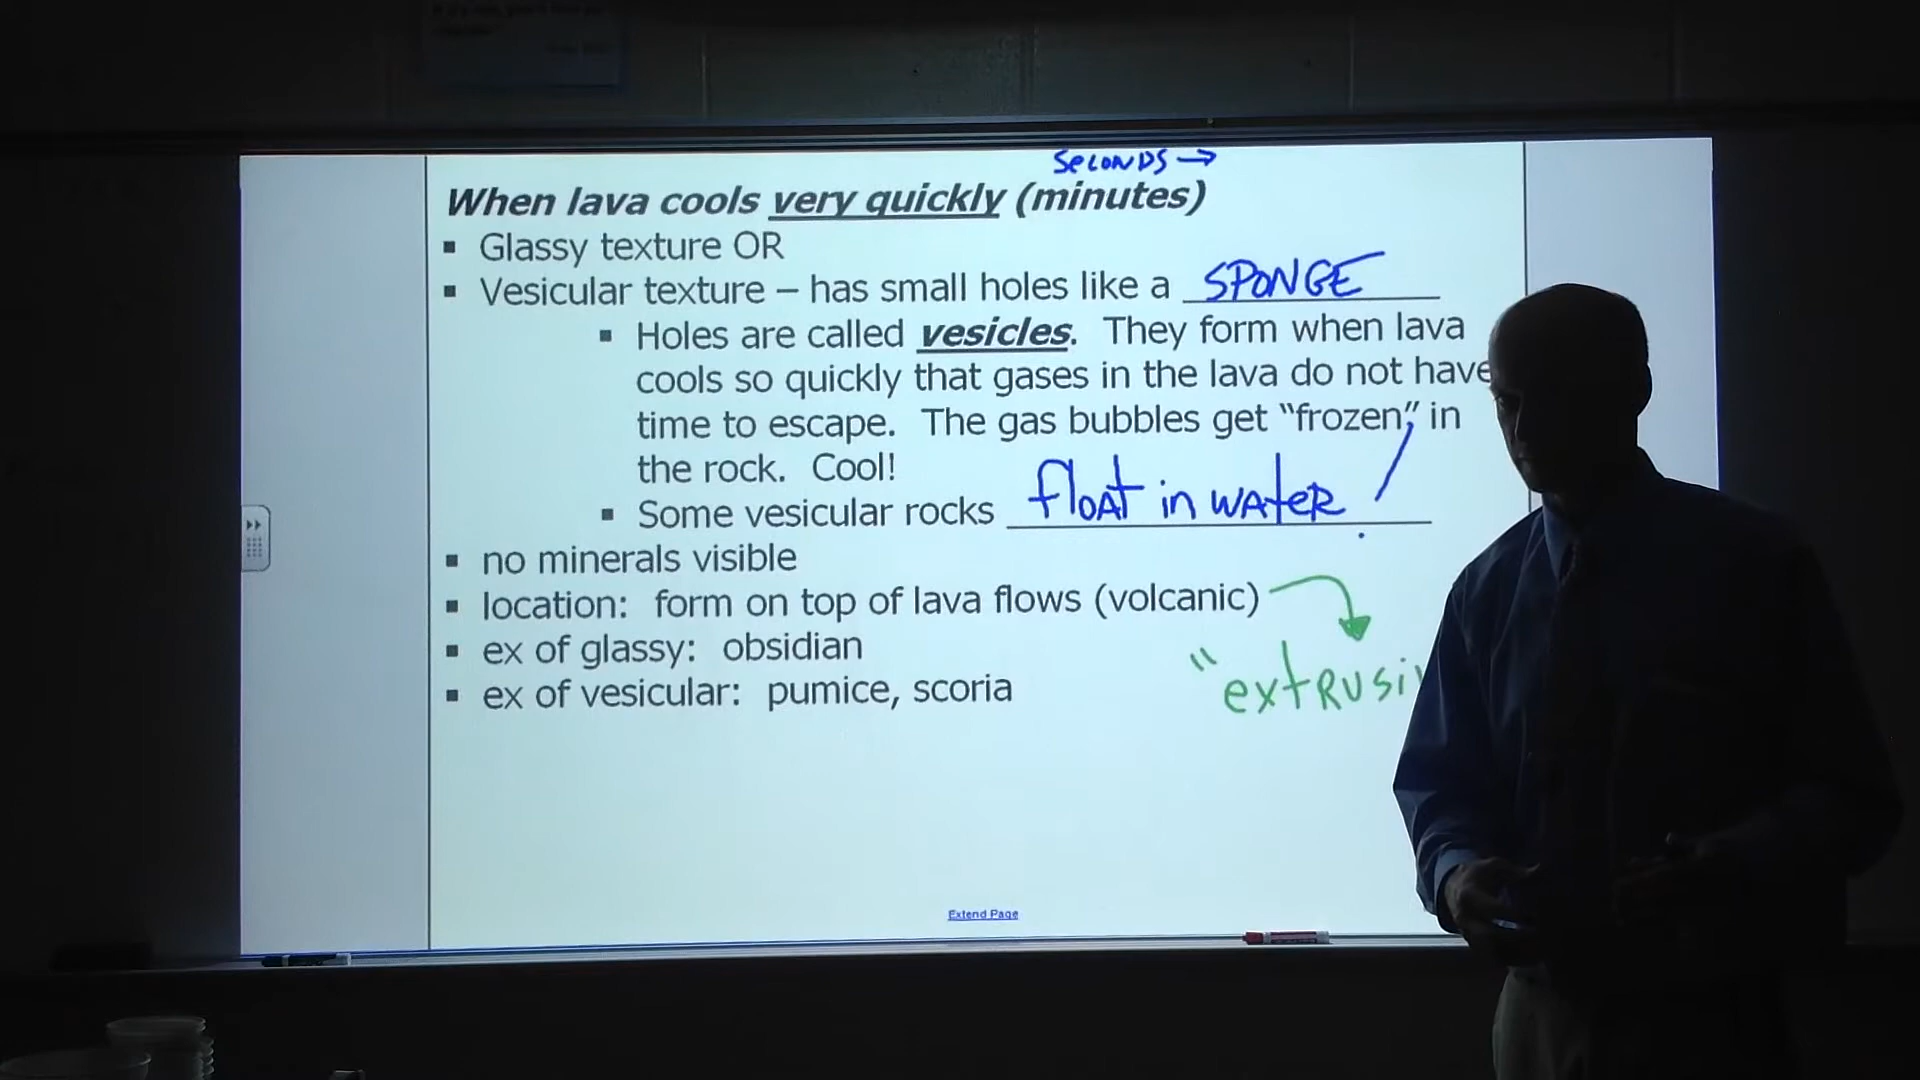 SECONDS →
When lava cools very quickly (minutes)
▪ Glassy texture OR
▪ Vesicular texture – has small holes like a SPONGE
▪ Holes are called vesicles. They form when lava
cools so quickly that gases in the lava do not have
time to escape. The gas bubbles get “frozen” in
the rock. Cool!
▪ Some vesicular rocks float in water!
▪ no minerals visible
▪ location: form on top of lava flows (volcanic)
▪ ex of glassy: obsidian
“extrusi
▪ ex of vesicular: pumice, scoria
Extend Page